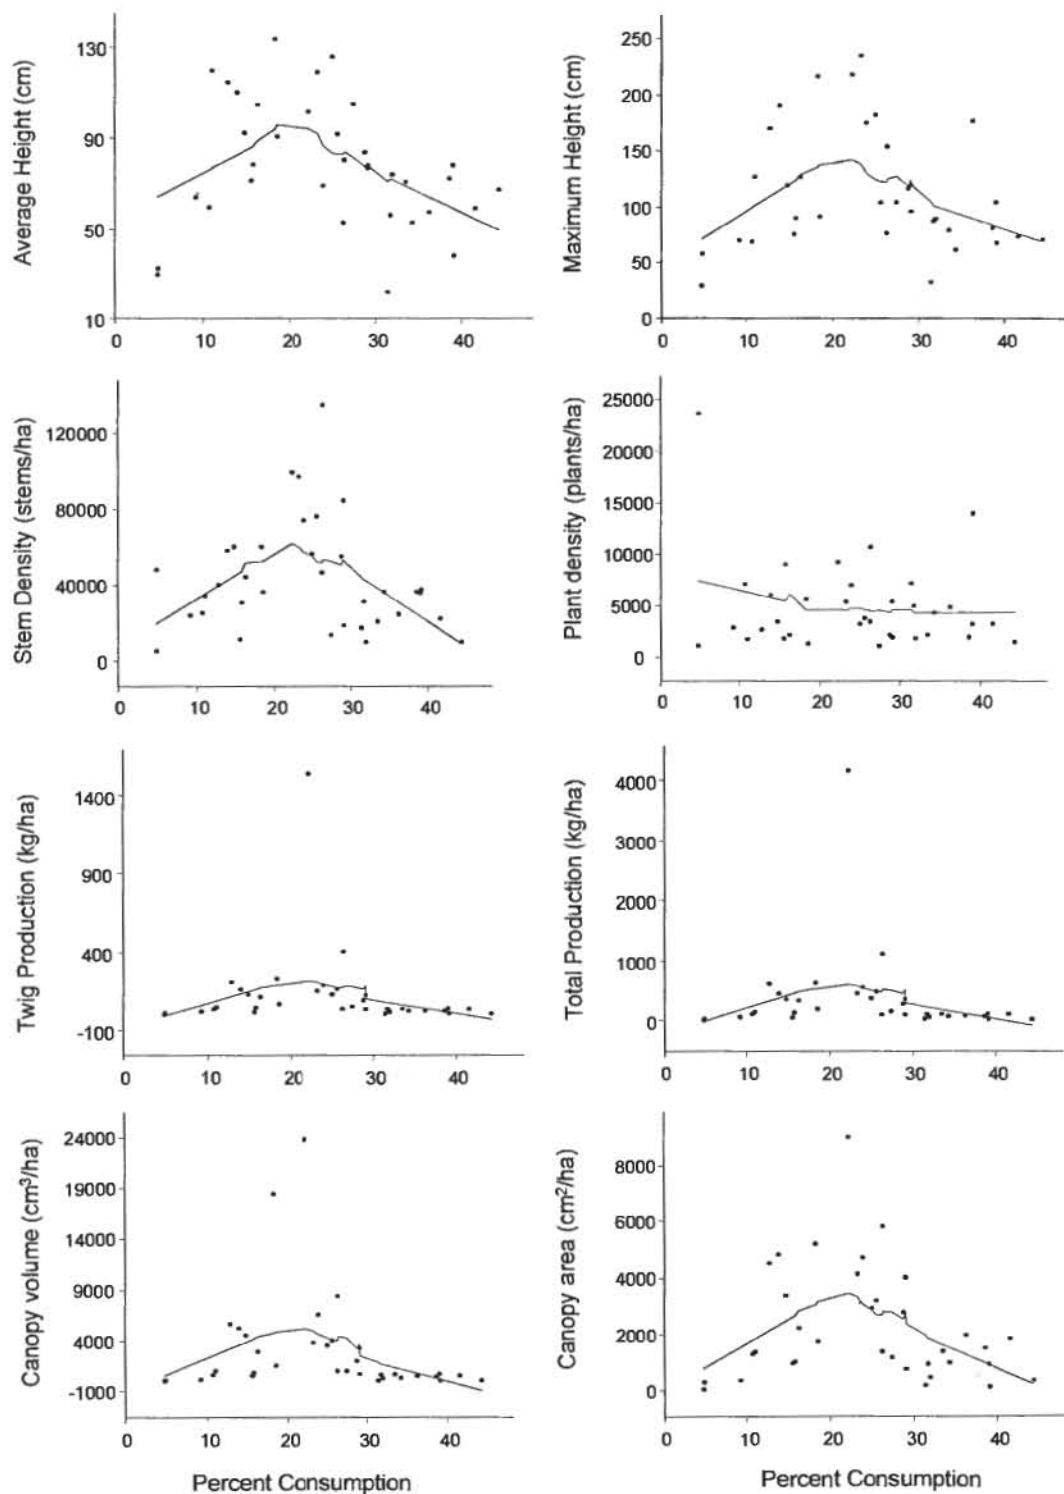 Average Height (cm)
130
90
50
10
0 10 20 30 40
Maximum Height (cm)
250
200
150
100
50
0
0 10 20 30 40
Stem Density (stems/ha)
120000
80000
40000
0
0 10 20 30 40
Plant density (plants/ha)
25000
20000
15000
10000
5000
0
0 10 20 30 40
Twig Production (kg/ha)
1400
900
400
-100
0 10 20 30 40
Total Production (kg/ha)
4000
3000
2000
1000
0
0 10 20 30 40
Canopy volume (cm³/ha)
24000
19000
14000
9000
4000
-1000
0 10 20 30 40
Percent Consumption
Canopy area (cm²/ha)
8000
6000
4000
2000
0
0 10 20 30 40
Percent Consumption